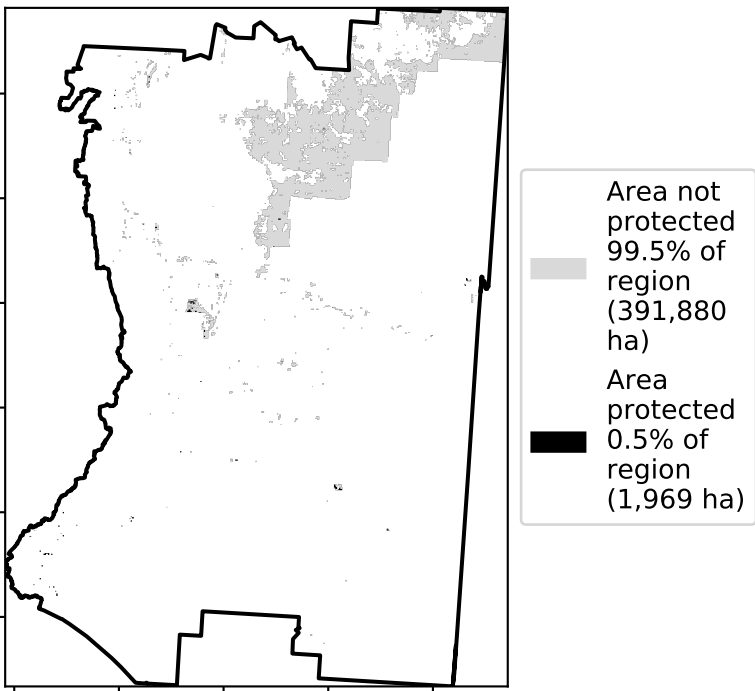 Area not
protected
99.5% of
region
(391,880
ha)
Area
protected
0.5% of
region
(1,969 ha)